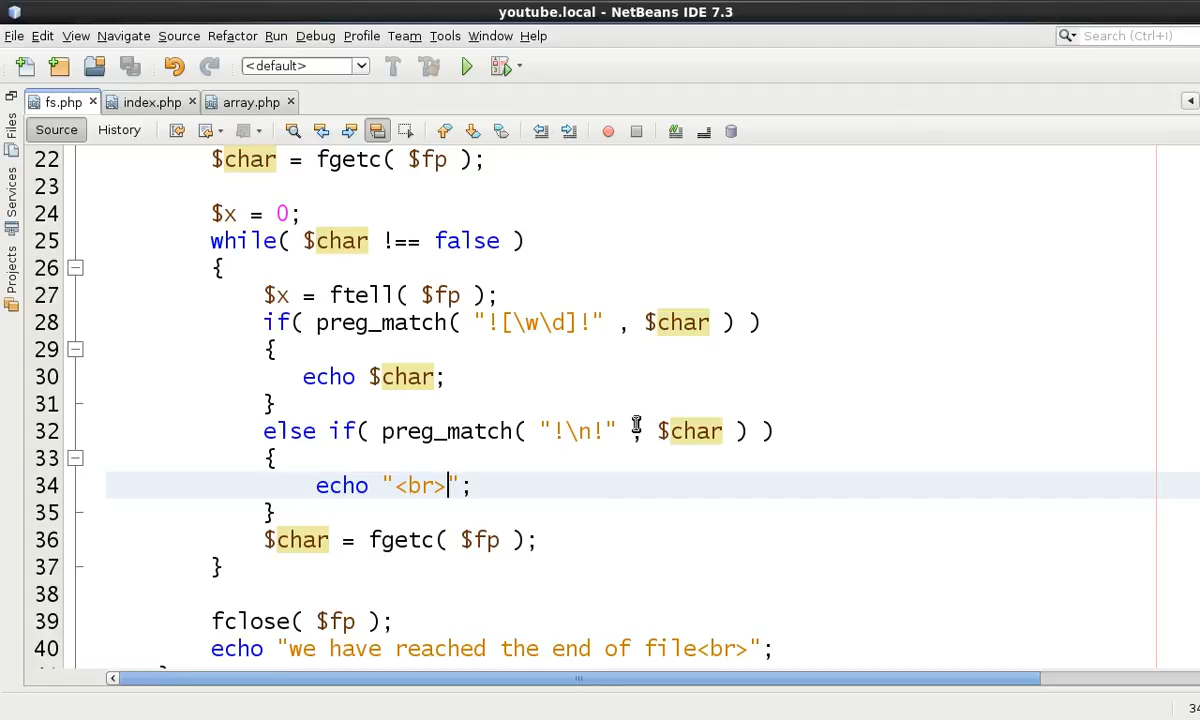 youtube.local - NetBeans IDE 7.3
File Edit View Navigate Source Refactor Run Debug Profile Team Tools Window Help
Search (Ctrl+I)
<default>
fs.php index.php array.php
Source History
Files
Services
Projects
22 $char = fgetc( $fp );
23
24 $x = 0;
25 while( $char !== false )
26 {
27 $x = ftell( $fp );
28 if( preg_match( "![\w\d]!" , $char ) )
29 {
30 echo $char;
31 }
32 else if( preg_match( "!\n!" , $char ) )
33 {
34 echo "<br>";
35 }
36 $char = fgetc( $fp );
37 }
38
39 fclose( $fp );
40 echo "we have reached the end of file<br>";